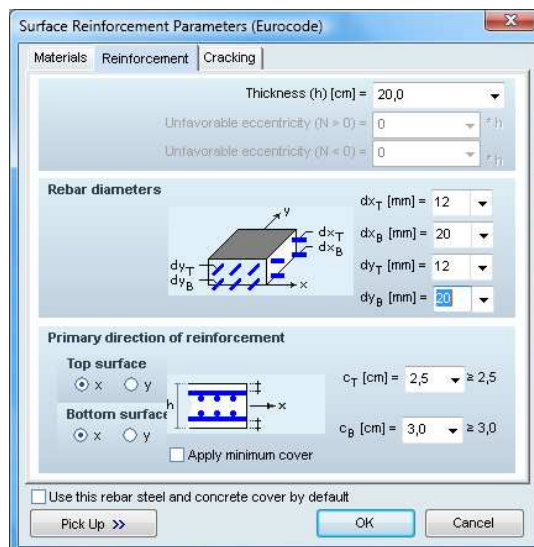 Surface Reinforcement Parameters (Eurocode)
Materials Reinforcement Cracking
Thickness (h) [cm] = 20,0
Unfavorable eccentricity (N > 0) = 0 * h
Unfavorable eccentricity (N < 0) = 0 * h
Rebar diameters
y
dxT
dxB
dyT
dyB
x
dxT [mm] = 12
dxB [mm] = 20
dyT [mm] = 12
dyB [mm] = 20
Primary direction of reinforcement
Top surface
x y
Bottom surface
x y
h
x
Apply minimum cover
cT [cm] = 2,5 ≥ 2,5
cB [cm] = 3,0 ≥ 3,0
Use this rebar steel and concrete cover by default
Pick Up >> OK Cancel